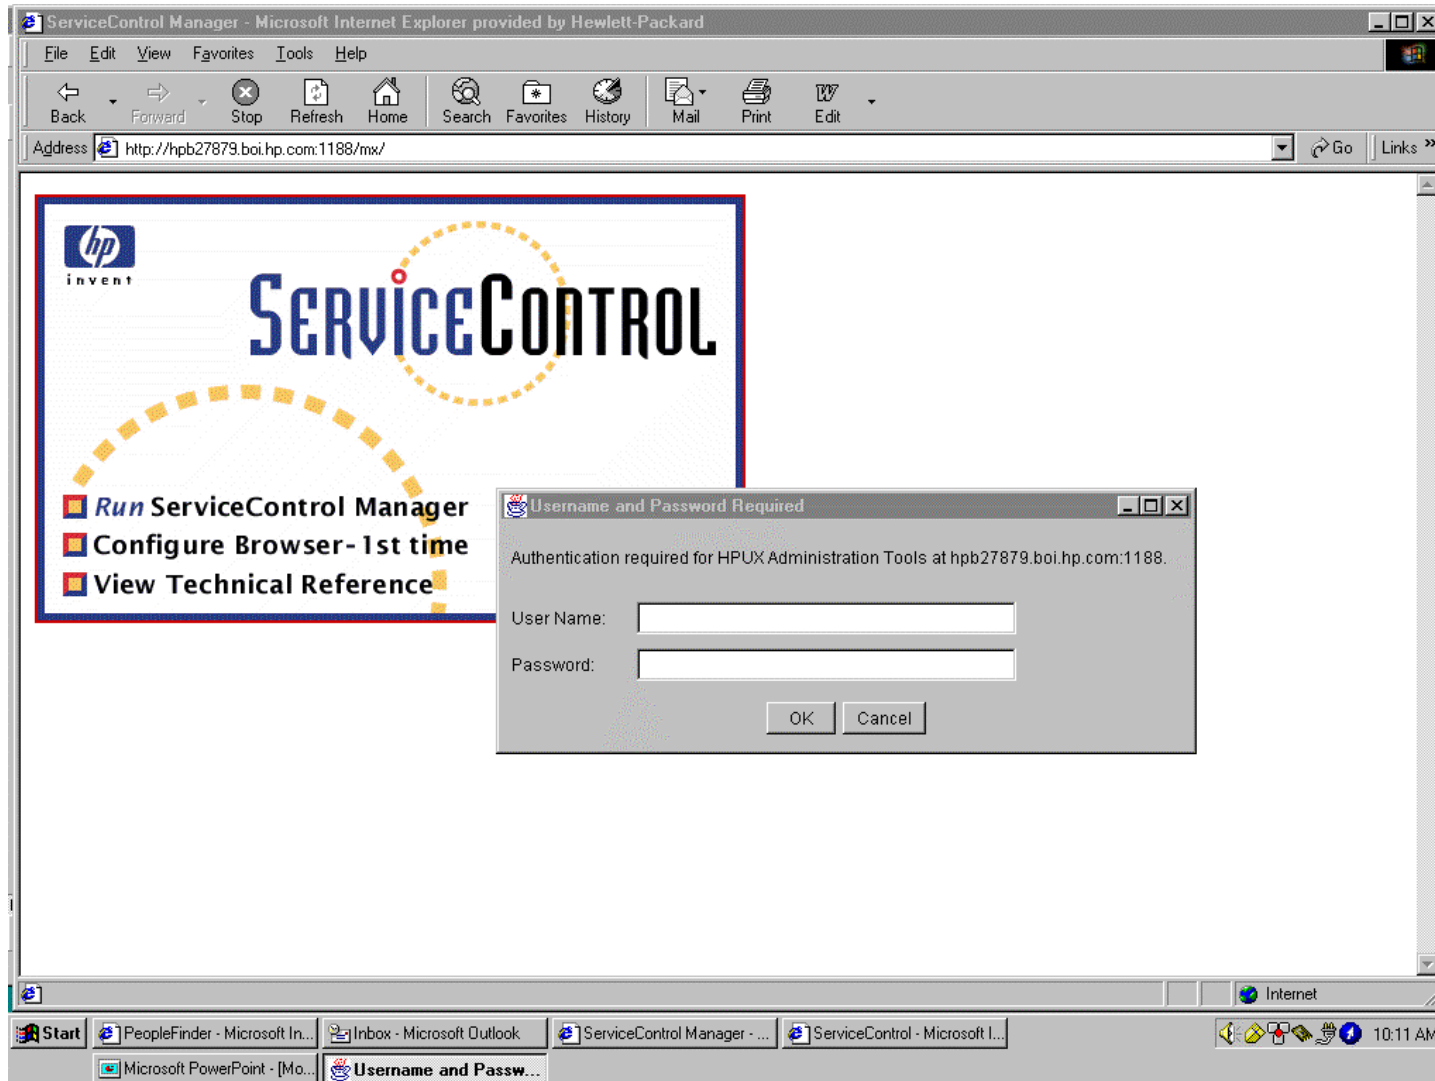 ServiceControl Manager - Microsoft Internet Explorer provided by Hewlett-Packard
File Edit View Favorites Tools Help
Back Forward Stop Refresh Home Search Favorites History Mail Print Edit
Address http://hpb27879.boi.hp.com:1188/mx/ Go Links »
hp
invent
SERVICECONTROL
Run ServiceControl Manager
Configure Browser-1st time
View Technical Reference
Username and Password Required
Authentication required for HPUX Administration Tools at hpb27879.boi.hp.com:1188.
User Name:
Password:
OK Cancel
Internet
Start PeopleFinder - Microsoft In... Inbox - Microsoft Outlook ServiceControl Manager - ... ServiceControl - Microsoft I... 10:11 AM
Microsoft PowerPoint - [Mo... Username and Passw...